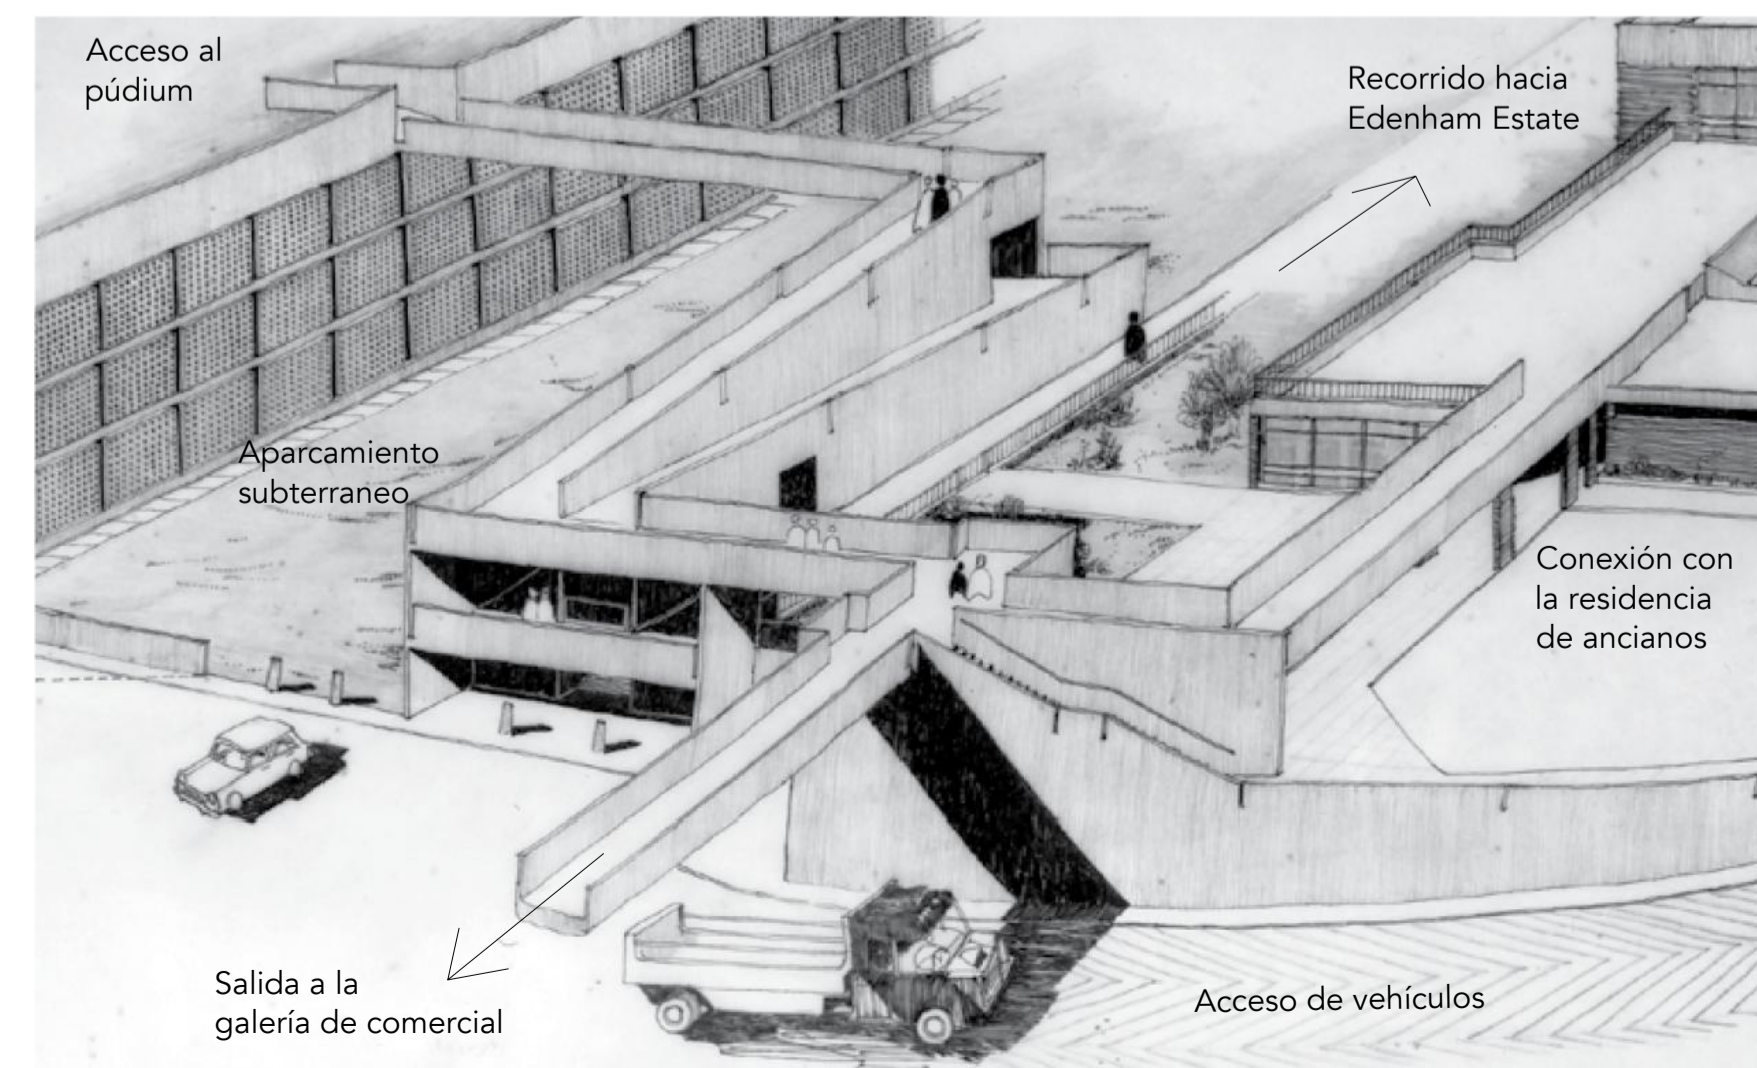 Acceso al
púdium
Recorrido hacia
Edenham Estate
Aparcamiento
subterraneo
Conexión con
la residencia
de ancianos
Salida a la
galería de comercial
Acceso de vehículos